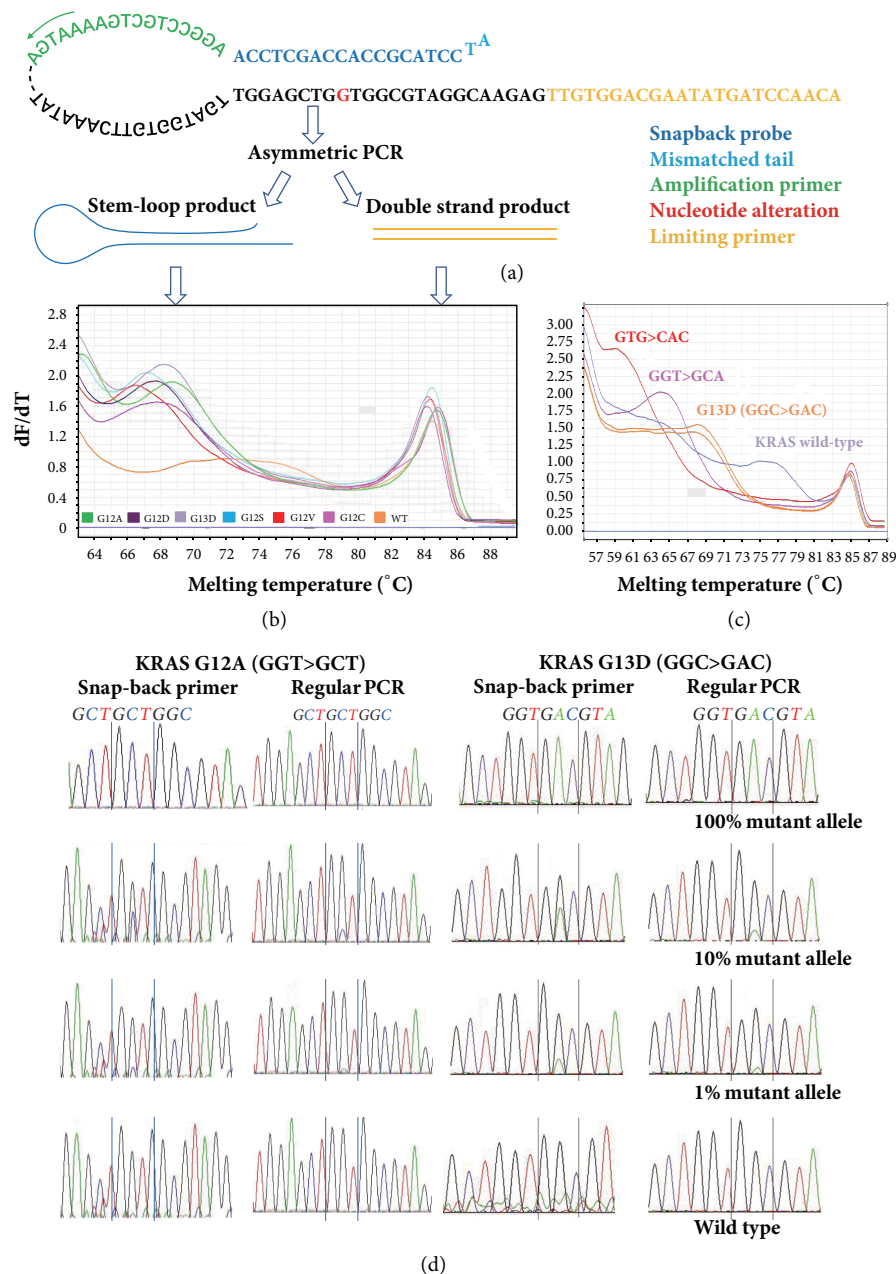 AGGCCTGCTGAAAATGA
TATAAACTTGTGGTAGT
ACCTCGACCACCGCATCCTA
TGGAGCTGGTGGCGTAGGCAAGAGTTGTGGACGAATATGATCCAACA
Asymmetric PCR
Stem-loop product
Double strand product
Snapback probe
Mismatched tail
Amplification primer
Nucleotide alteration
Limiting primer
(a)
dF/dT
2.8
2.4
2.0
1.6
1.2
0.8
0.4
0
G12A G12D G13D G12S G12V G12C WT
64 66 68 70 72 74 76 78 80 82 84 86 88
Melting temperature (°C)
(b)
3.00
2.75
2.50
2.25
2.00
1.75
1.50
1.25
1.00
0.75
0.50
0.25
0.00
GTG>CAC
GGT>GCA
G13D (GGC>GAC)
KRAS wild-type
57 59 61 63 65 67 69 71 73 75 77 79 81 83 85 87 89
Melting temperature (°C)
(c)
KRAS G12A (GGT>GCT)
KRAS G13D (GGC>GAC)
Snap-back primer Regular PCR Snap-back primer Regular PCR
GCTGCTGGC GCTGCTGGC GGTGACGTA GGTGACGTA
100% mutant allele
10% mutant allele
1% mutant allele
Wild type
(d)